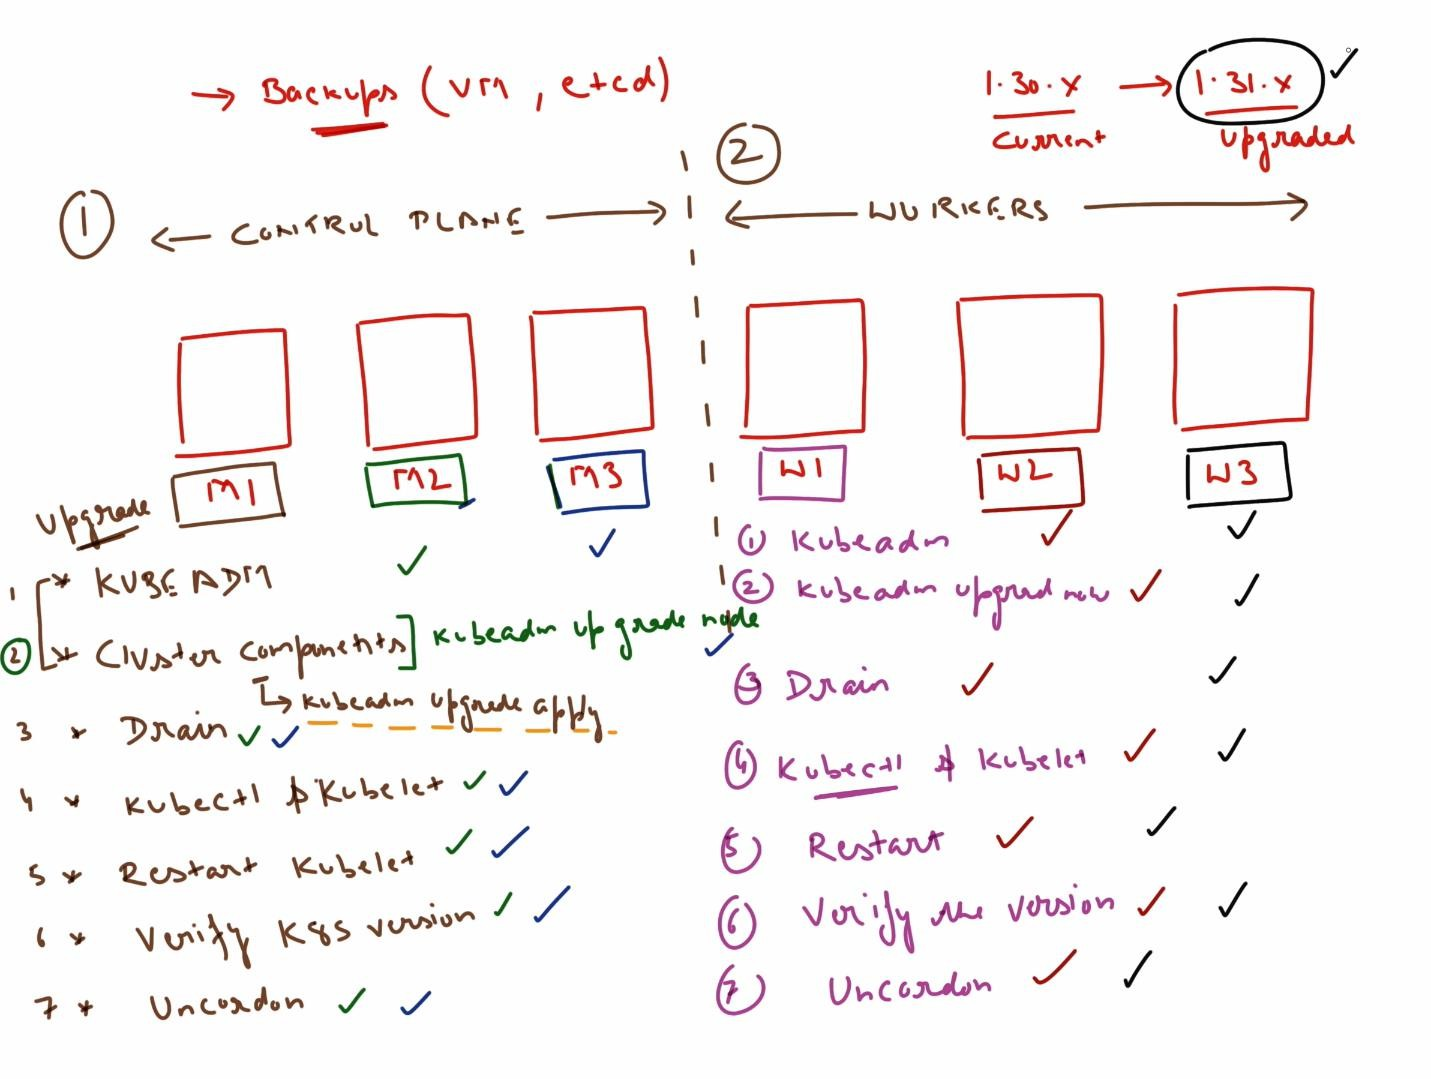 → Backups (VM, etcd)
1.30.x → 1.31.x ✓
Current Upgraded
① ← CONTROL PLANE →
② ← WORKERS →
M1 M2 M3
W1 W2 W3
Upgrade
1 * KUBEADM ✓ ✓
② * Cluster Components ] Kubeadm upgrade node ✓
↳ kubeadm upgrade apply
3 * Drain ✓ ✓
4 * kubectl & Kubelet ✓ ✓
5 * Restart Kubelet ✓ ✓
6 * Verify K8S version ✓ ✓
7 * Uncordon ✓ ✓
① Kubeadm ✓ ✓
② Kubeadm upgrad now ✓ ✓
③ Drain ✓ ✓
④ Kubectl & Kubelet ✓ ✓
⑤ Restart ✓ ✓
⑥ Verify the version ✓ ✓
⑦ Uncordon ✓ ✓